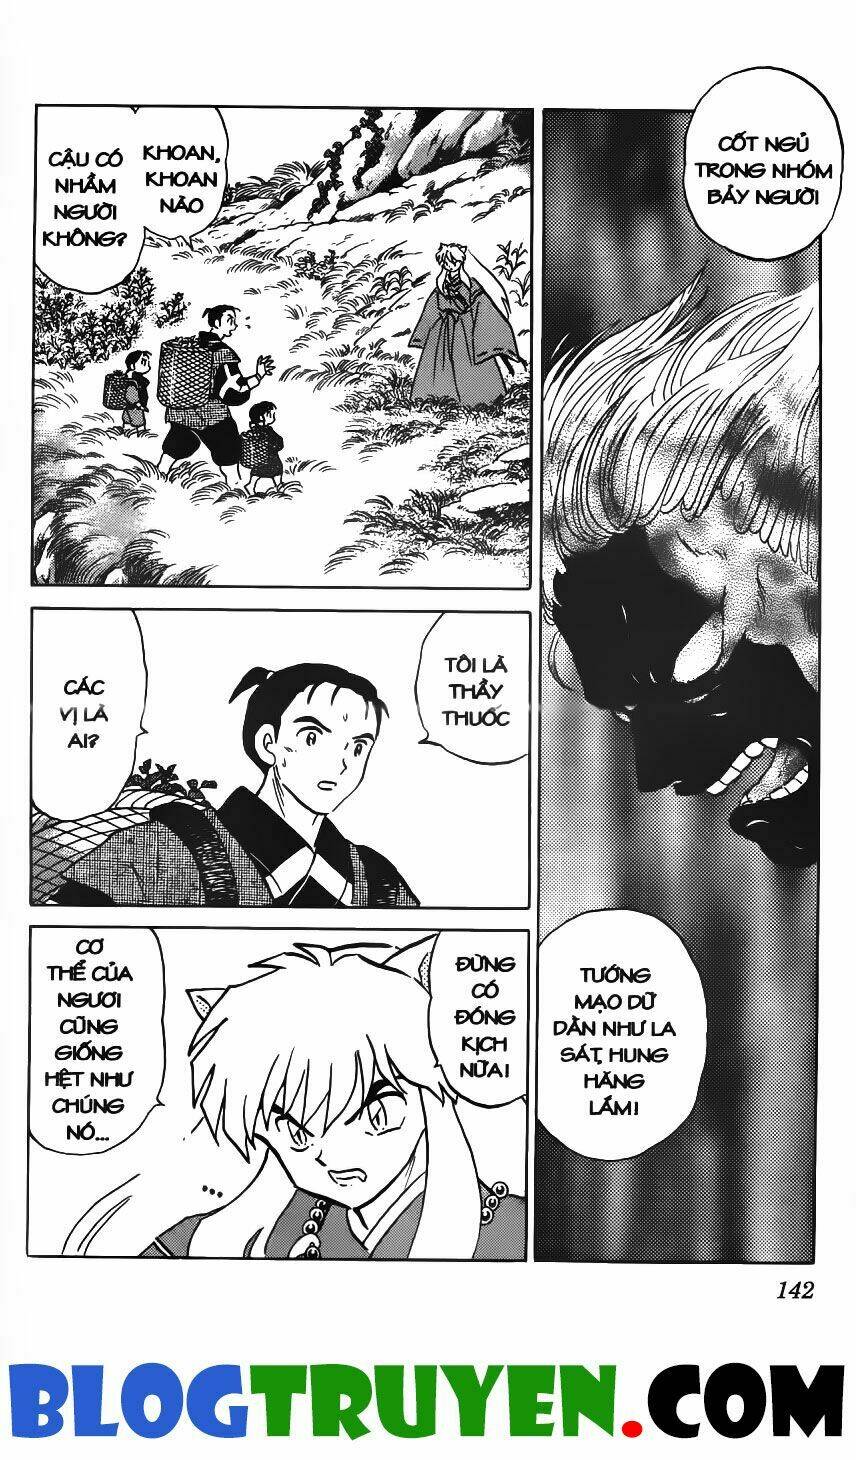 CỐT NGỦ
TRONG NHÓM
BẢY NGƯỜI
TƯỚNG
MẠO DỮ
DẰN NHƯ LA
SÁT, HUNG
HĂNG
LẮM!
KHOAN,
KHOAN
NÀO
CẬU CÓ
NHẦM
NGƯỜI
KHÔNG?
TÔI LÀ
THẦY
THUỐC
CÁC
VỊ LÀ
AI?
ĐỪNG
CÓ
ĐÓNG
KỊCH
NỮA!
CƠ
THỂ CỦA
NGƯƠI
CŨNG
GIỐNG
HỆT NHƯ
CHÚNG
NÓ...
...
142
BLOGTRUYEN.COM